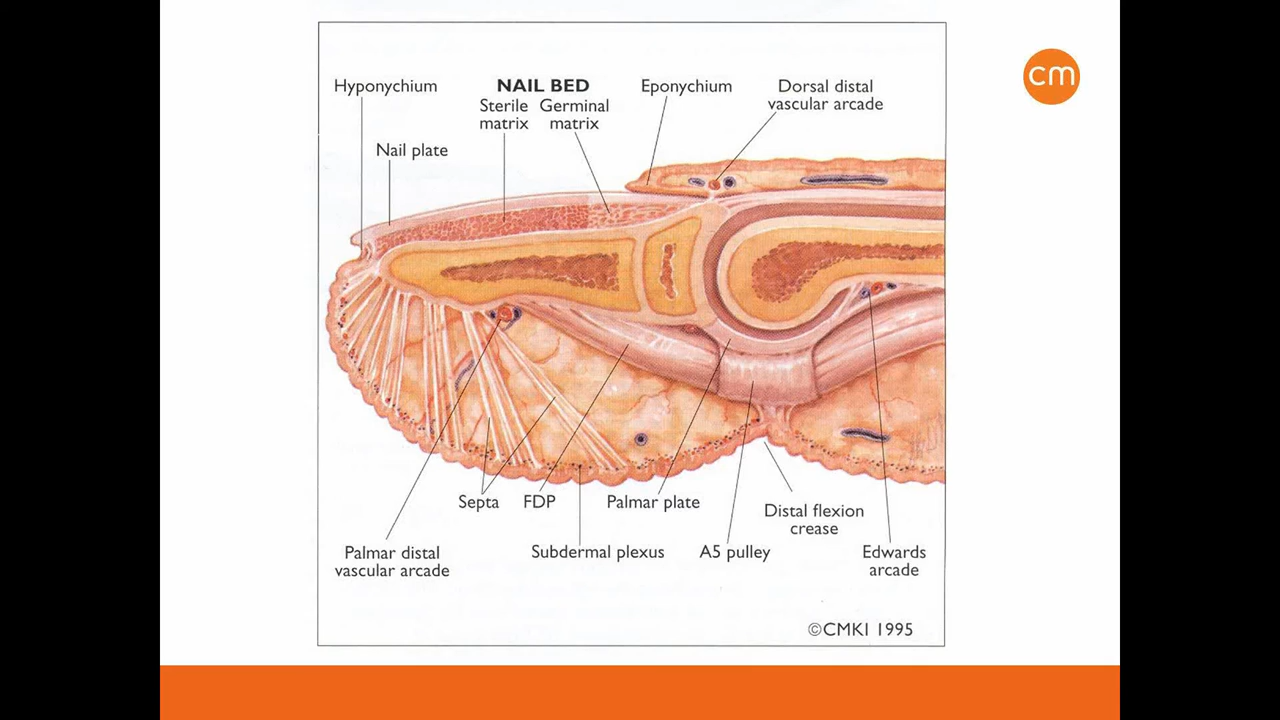 cm
Hyponychium
NAIL BED
Eponychium
Dorsal distal
vascular arcade
Sterile
matrix
Germinal
matrix
Nail plate
Septa
FDP
Palmar plate
Distal flexion
crease
Palmar distal
vascular arcade
Subdermal plexus
A5 pulley
Edwards
arcade
©CMKI 1995